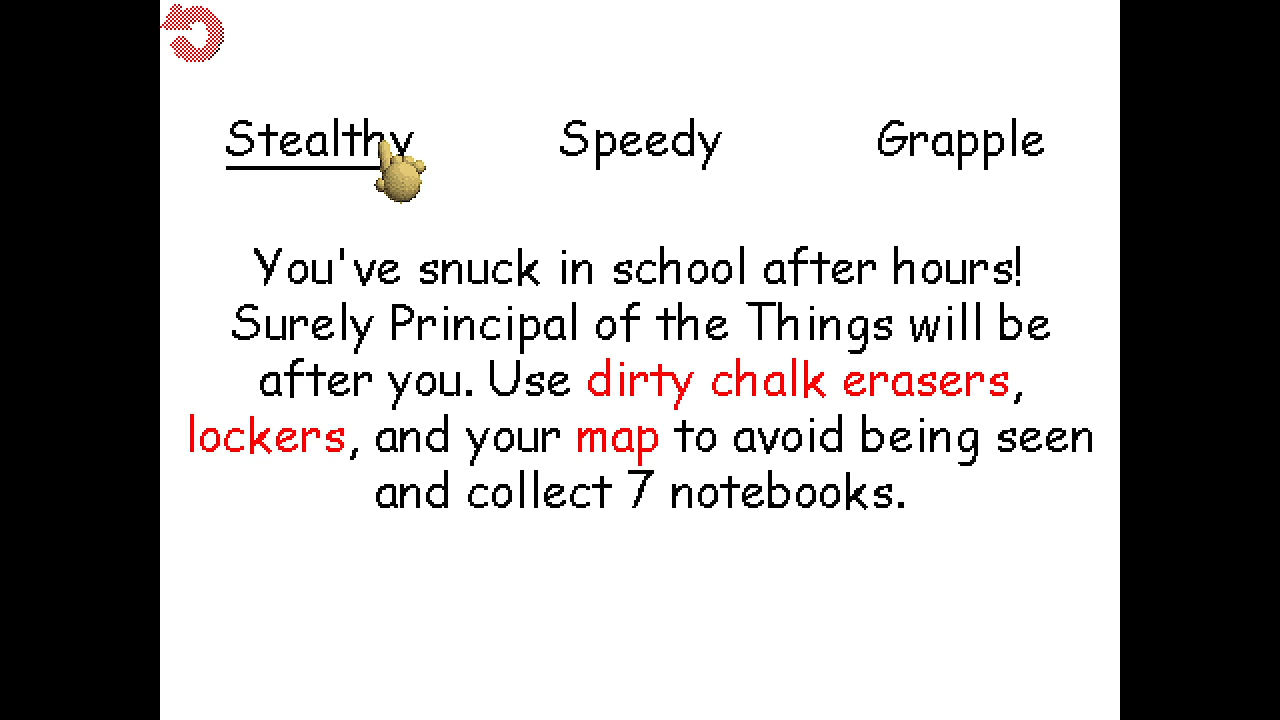 Stealthy Speedy Grapple
You've snuck in school after hours!
Surely Principal of the Things will be
after you. Use dirty chalk erasers,
lockers, and your map to avoid being seen
and collect 7 notebooks.